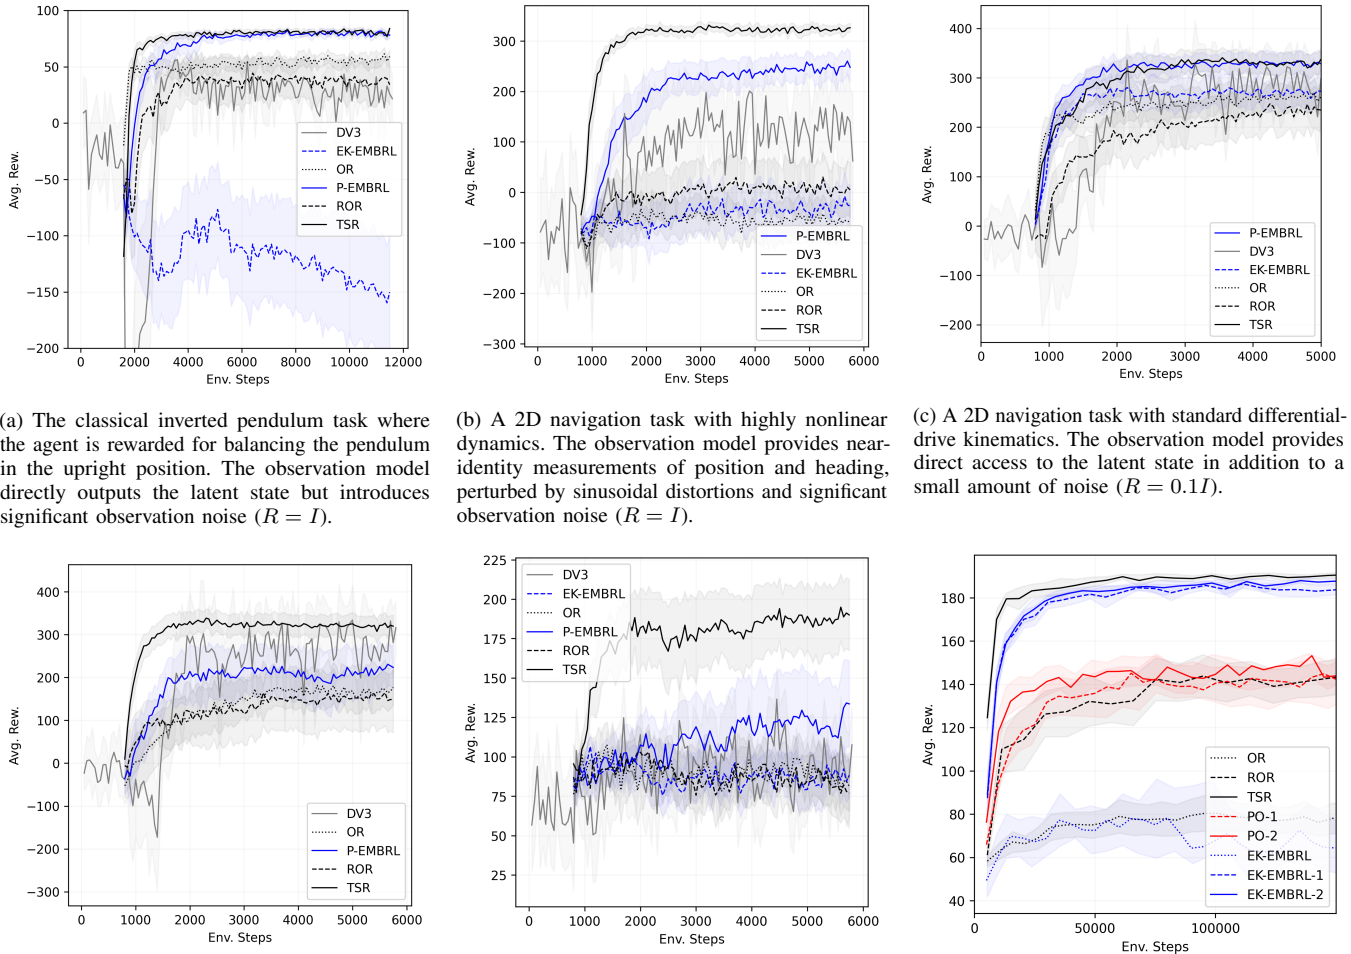 100
50
0
−50
−100
−150
−200
Avg. Rew.
DV3
EK-EMBRL
OR
P-EMBRL
ROR
TSR
0 2000 4000 6000 8000 10000 12000
Env. Steps
300
200
100
0
−100
−200
−300
Avg. Rew.
P-EMBRL
DV3
EK-EMBRL
OR
ROR
TSR
0 1000 2000 3000 4000 5000 6000
Env. Steps
400
300
200
100
0
−100
−200
Avg. Rew.
P-EMBRL
DV3
EK-EMBRL
OR
ROR
TSR
0 1000 2000 3000 4000 5000
Env. Steps
(a) The classical inverted pendulum task where
the agent is rewarded for balancing the pendulum
in the upright position. The observation model
directly outputs the latent state but introduces
significant observation noise (R = I).
(b) A 2D navigation task with highly nonlinear
dynamics. The observation model provides near-
identity measurements of position and heading,
perturbed by sinusoidal distortions and significant
observation noise (R = I).
(c) A 2D navigation task with standard differential-
drive kinematics. The observation model provides
direct access to the latent state in addition to a
small amount of noise (R = 0.1I).
400
300
200
100
0
−100
−200
−300
Avg. Rew.
DV3
OR
P-EMBRL
ROR
TSR
0 1000 2000 3000 4000 5000 6000
Env. Steps
225
200
175
150
125
100
75
50
25
Avg. Rew.
DV3
EK-EMBRL
OR
P-EMBRL
ROR
TSR
0 1000 2000 3000 4000 5000 6000
Env. Steps
180
160
140
120
100
80
60
40
Avg. Rew.
OR
ROR
TSR
PO-1
PO-2
EK-EMBRL
EK-EMBRL-1
EK-EMBRL-2
0 50000 100000
Env. Steps